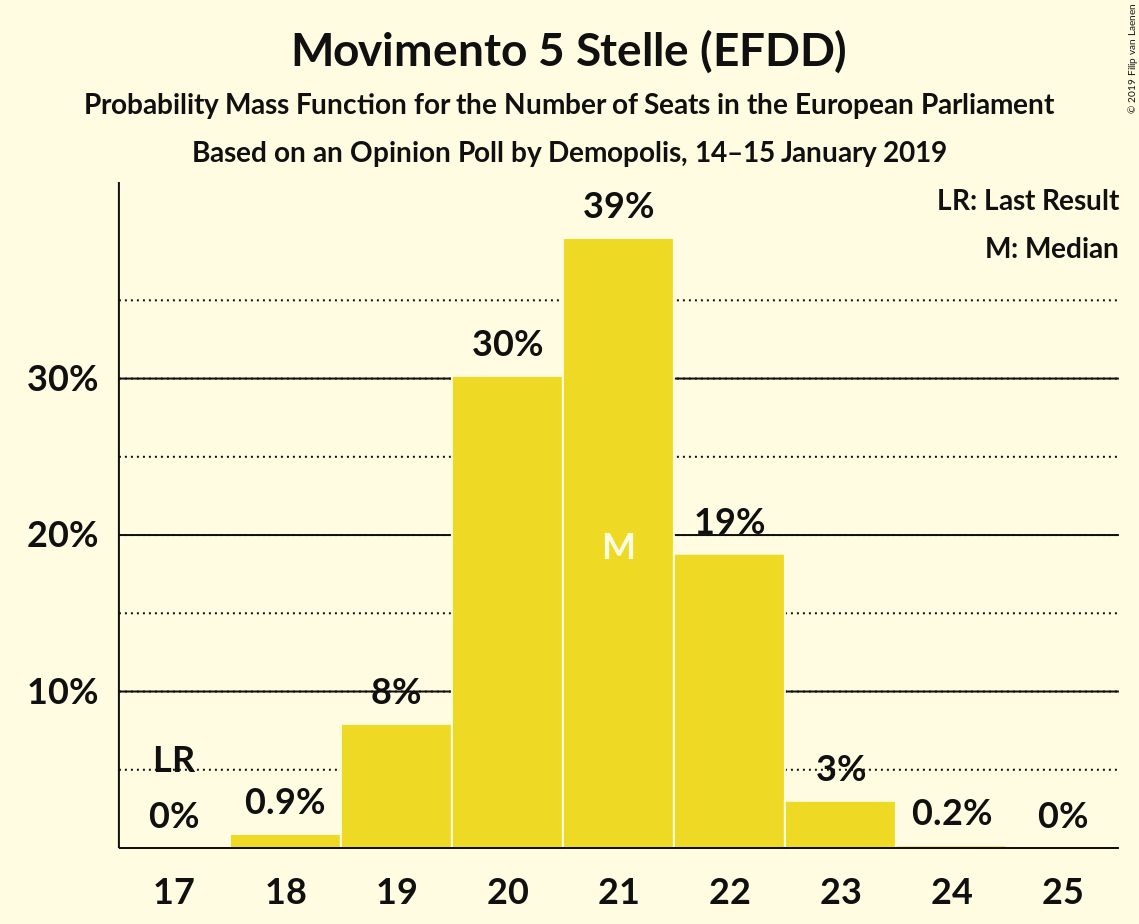 Movimento 5 Stelle (EFDD)
Probability Mass Function for the Number of Seats in the European Parliament
Based on an Opinion Poll by Demopolis, 14–15 January 2019
© 2019 Filip van Laenen
LR: Last Result
M: Median
39%
30%
30%
20%
19%
M
10%
8%
LR
0%
0.9%
3%
0.2%
0%
17 18 19 20 21 22 23 24 25